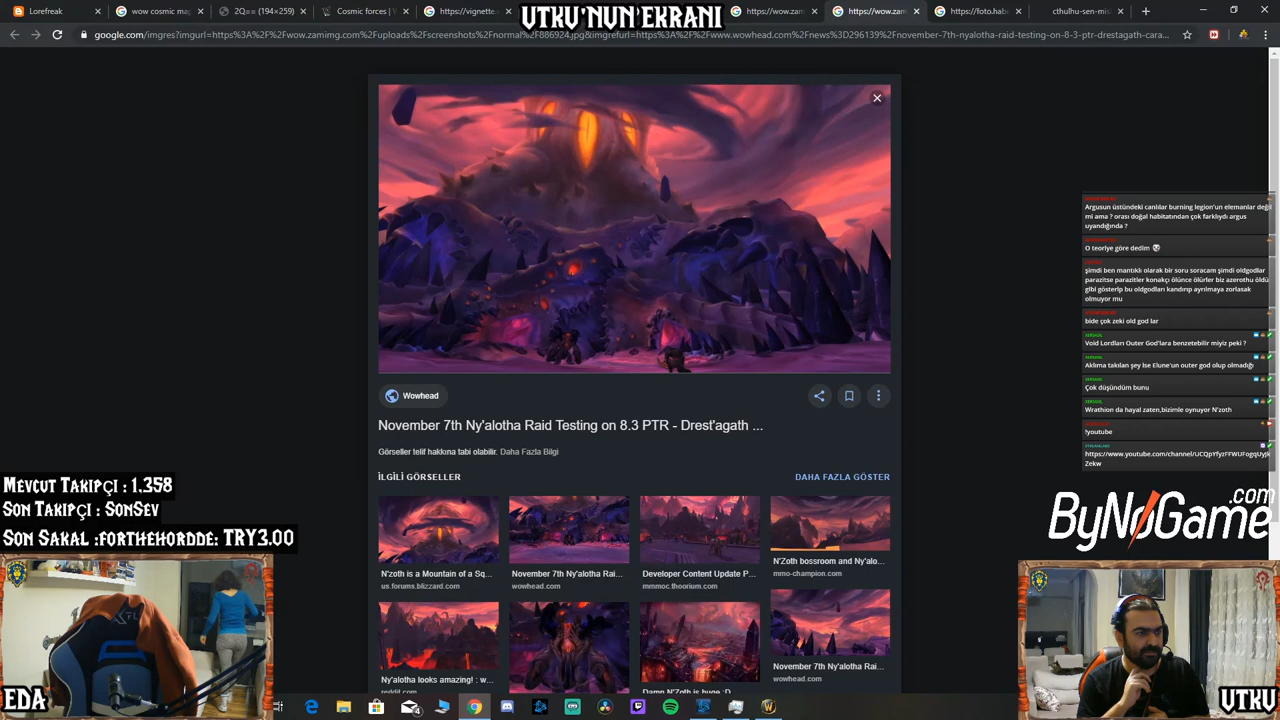 UTKU'NUN EKRANI
Lorefreak
wow cosmic ma
2Q== (194×259)
Cosmic forces | V
https://vignette.
https://wow.zam
https://wow.zam
https://foto.habe
cthulhu-sen-mis
google.com/imgres?imgurl=https%3A%2F%2Fwow.zamimg.com%2Fuploads%2Fscreenshots%2Fnormal%2F886924.jpg&imgrefurl=https%3A%2F%2Fwww.wowhead.com%2Fnews%3D296139%2Fnovember-7th-nyalotha-raid-testing-on-8-3-ptr-drestagath-cara...
Wowhead
November 7th Ny'alotha Raid Testing on 8.3 PTR - Drest'agath ...
Görseller telif hakkına tabi olabilir. Daha Fazla Bilgi
İLGİLİ GÖRSELLER
DAHA FAZLA GÖSTER
N'zoth is a Mountain of a Sq...
us.forums.blizzard.com
November 7th Ny'alotha Rai...
wowhead.com
Developer Content Update P...
mmmoc.thoorium.com
N'Zoth bossroom and Ny'alo...
mmo-champion.com
Ny'alotha looks amazing! : w...
reddit.com
Damn N'Zoth is huge :D
November 7th Ny'alotha Rai...
wowhead.com
Argusun üstündeki canlılar burning legion'un elemanlar değil
mi ama ? orası doğal habitatından çok farklıydı argus
uyandığında ?
O teoriye göre dedim
şimdi ben mantıklı olarak bir soru soracam şimdi oldgodlar
parazitse parazitler konakçı ölünce ölürler biz azerothu öldü
gibi gösterip bu oldgodları kandırıp ayrılmaya zorlasak
olmuyor mu
bide çok zeki old god lar
Void Lordları Outer God'lara benzetebilir miyiz peki ?
Aklıma takılan şey ise Elune'un outer god olup olmadığı
Çok düşündüm bunu
Wrathion da hayal zaten,bizimle oynuyor N'zoth
!youtube
https://www.youtube.com/channel/UCQpYfyzFFWUFogqUyjk
Zekw
Mevcut Takipçi : 1.358
Son Takipçi : SonSev
Son Sakal :forthehordde: TRY3.00
ByNoGame.com
EDA
UTKU